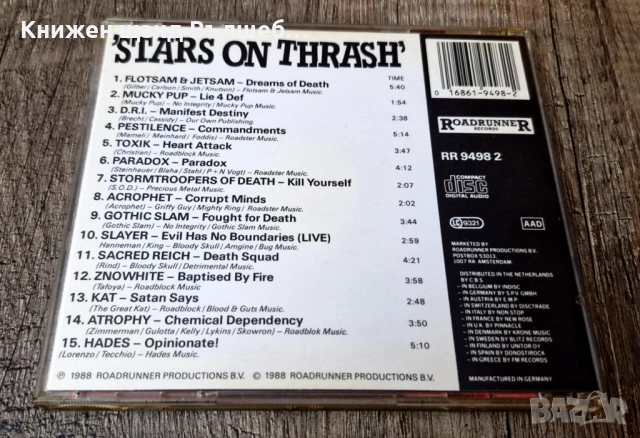 Книжен
'STARS ON THRASH'
TIME
1. FLOTSAM & JETSAM – Dreams of Death 5:40
(Gilber/Carlson/Smith/Knutson) – Flotsam & Jetsam Music.
2. MUCKY PUP – Lie 4 Def 1:54
(Mucky Pup) – No Integrity/Mucky Pup Music.
3. D.R.I. – Manifest Destiny 3:38
(Brecht/Cassidy) – Our Own Publishing.
4. PESTILENCE – Commandments 5:14
(Mameli/Meinhard/Foddis) – Roadster Music.
5. TOXIK – Heart Attack 3:47
(Christian) – Roadblock Music.
6. PARADOX – Paradox 4:12
(Steinhauer/Blaha/Stahl/P + N Vogt) – Roadster Music.
7. STORMTROOPERS OF DEATH – Kill Yourself 2:07
(S.O.D.) – Precious Metal Music.
8. ACROPHET – Corrupt Minds 2:02
(Acrophet) – Griffy Guy/Mighty Ring/Roadster Music.
9. GOTHIC SLAM – Fought for Death 3:44
(Gothic Slam) – No Integrity/Gothic Slam Music.
10. SLAYER – Evil Has No Boundaries (LIVE) 2:59
Hanneman/King – Bloody Skull/Amgine/Bug Music.
11. SACRED REICH – Death Squad
(Rind) – Bloody Skull/Detrimental Music.
12. ZNOWHITE – Baptised By Fire 3:58
(Tafoya) – Roadblock Music.
13. KAT – Satan Says 2:48
(The Great Kat) – Roadblock/Blood & Guts Music.
14. ATROPHY – Chemical Dependency 3:50
(Zimmerman/Gulotta/Kelly/Lykins/Skowron) – Roadblok Music.
15. HADES – Opinionate! 5:10
(Lorenzo/Tecchio) – Hades Music.
℗ 1988 ROADRUNNER PRODUCTIONS B.V. © 1988 ROADRUNNER PRODUCTIONS B.V.
0 16861-9498-2
ROADRUNNER
RECORDS
RR 9498 2
COMPACT
disc
DIGITAL AUDIO
LC 9321
AAD
MARKETED BY
ROADRUNNER PRODUCTIONS B.V.
POSTBOX 53013
1007 RA AMSTERDAM.
DISTRIBUTED IN THE NETHERLANDS
BY C.B.S.
– IN BELGIUM BY INDISC
– IN GERMANY BY S.P.V. GMBH
– IN AUSTRIA BY E.M.P.
– IN SWITZERLAND BY DISCTRADE
– IN ITALY BY NON STOP
– IN FRANCE BY NEW ROSE
– IN U.K. BY PINNACLE
– IN DENMARK BY KRONE MUSIC
– IN SWEDEN BY BLITZ RECORDS
– IN FINLAND BY UNITOR OY
– IN SPAIN BY DONOSTIROCK
– IN GREECE BY FM RECORDS
MANUFACTURED IN GERMANY
BAZAR